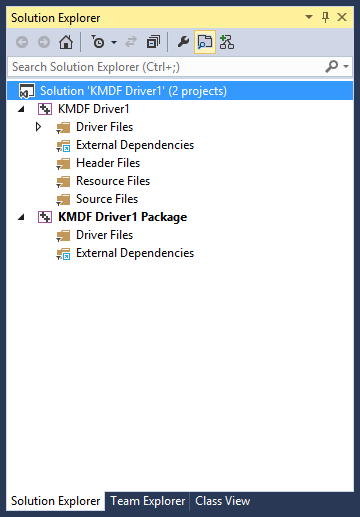 Solution Explorer
Search Solution Explorer (Ctrl+;)
Solution 'KMDF Driver1' (2 projects)
KMDF Driver1
Driver Files
External Dependencies
Header Files
Resource Files
Source Files
KMDF Driver1 Package
Driver Files
External Dependencies
Solution Explorer Team Explorer Class View